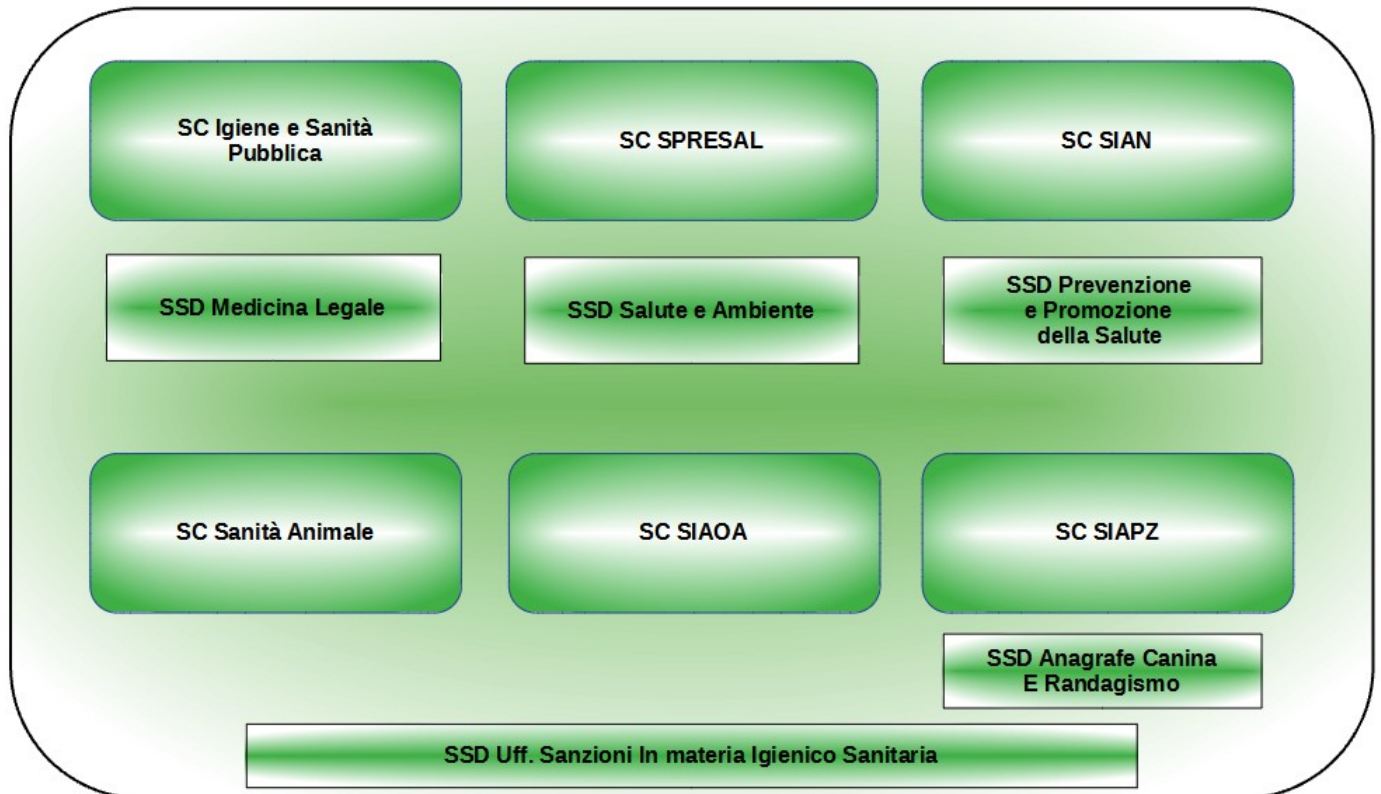 SC Igiene e Sanità
Pubblica
SC SPRESAL
SC SIAN
SSD Medicina Legale
SSD Salute e Ambiente
SSD Prevenzione
e Promozione
della Salute
SC Sanità Animale
SC SIAOA
SC SIAPZ
SSD Anagrafe Canina
E Randagismo
SSD Uff. Sanzioni In materia Igienico Sanitaria